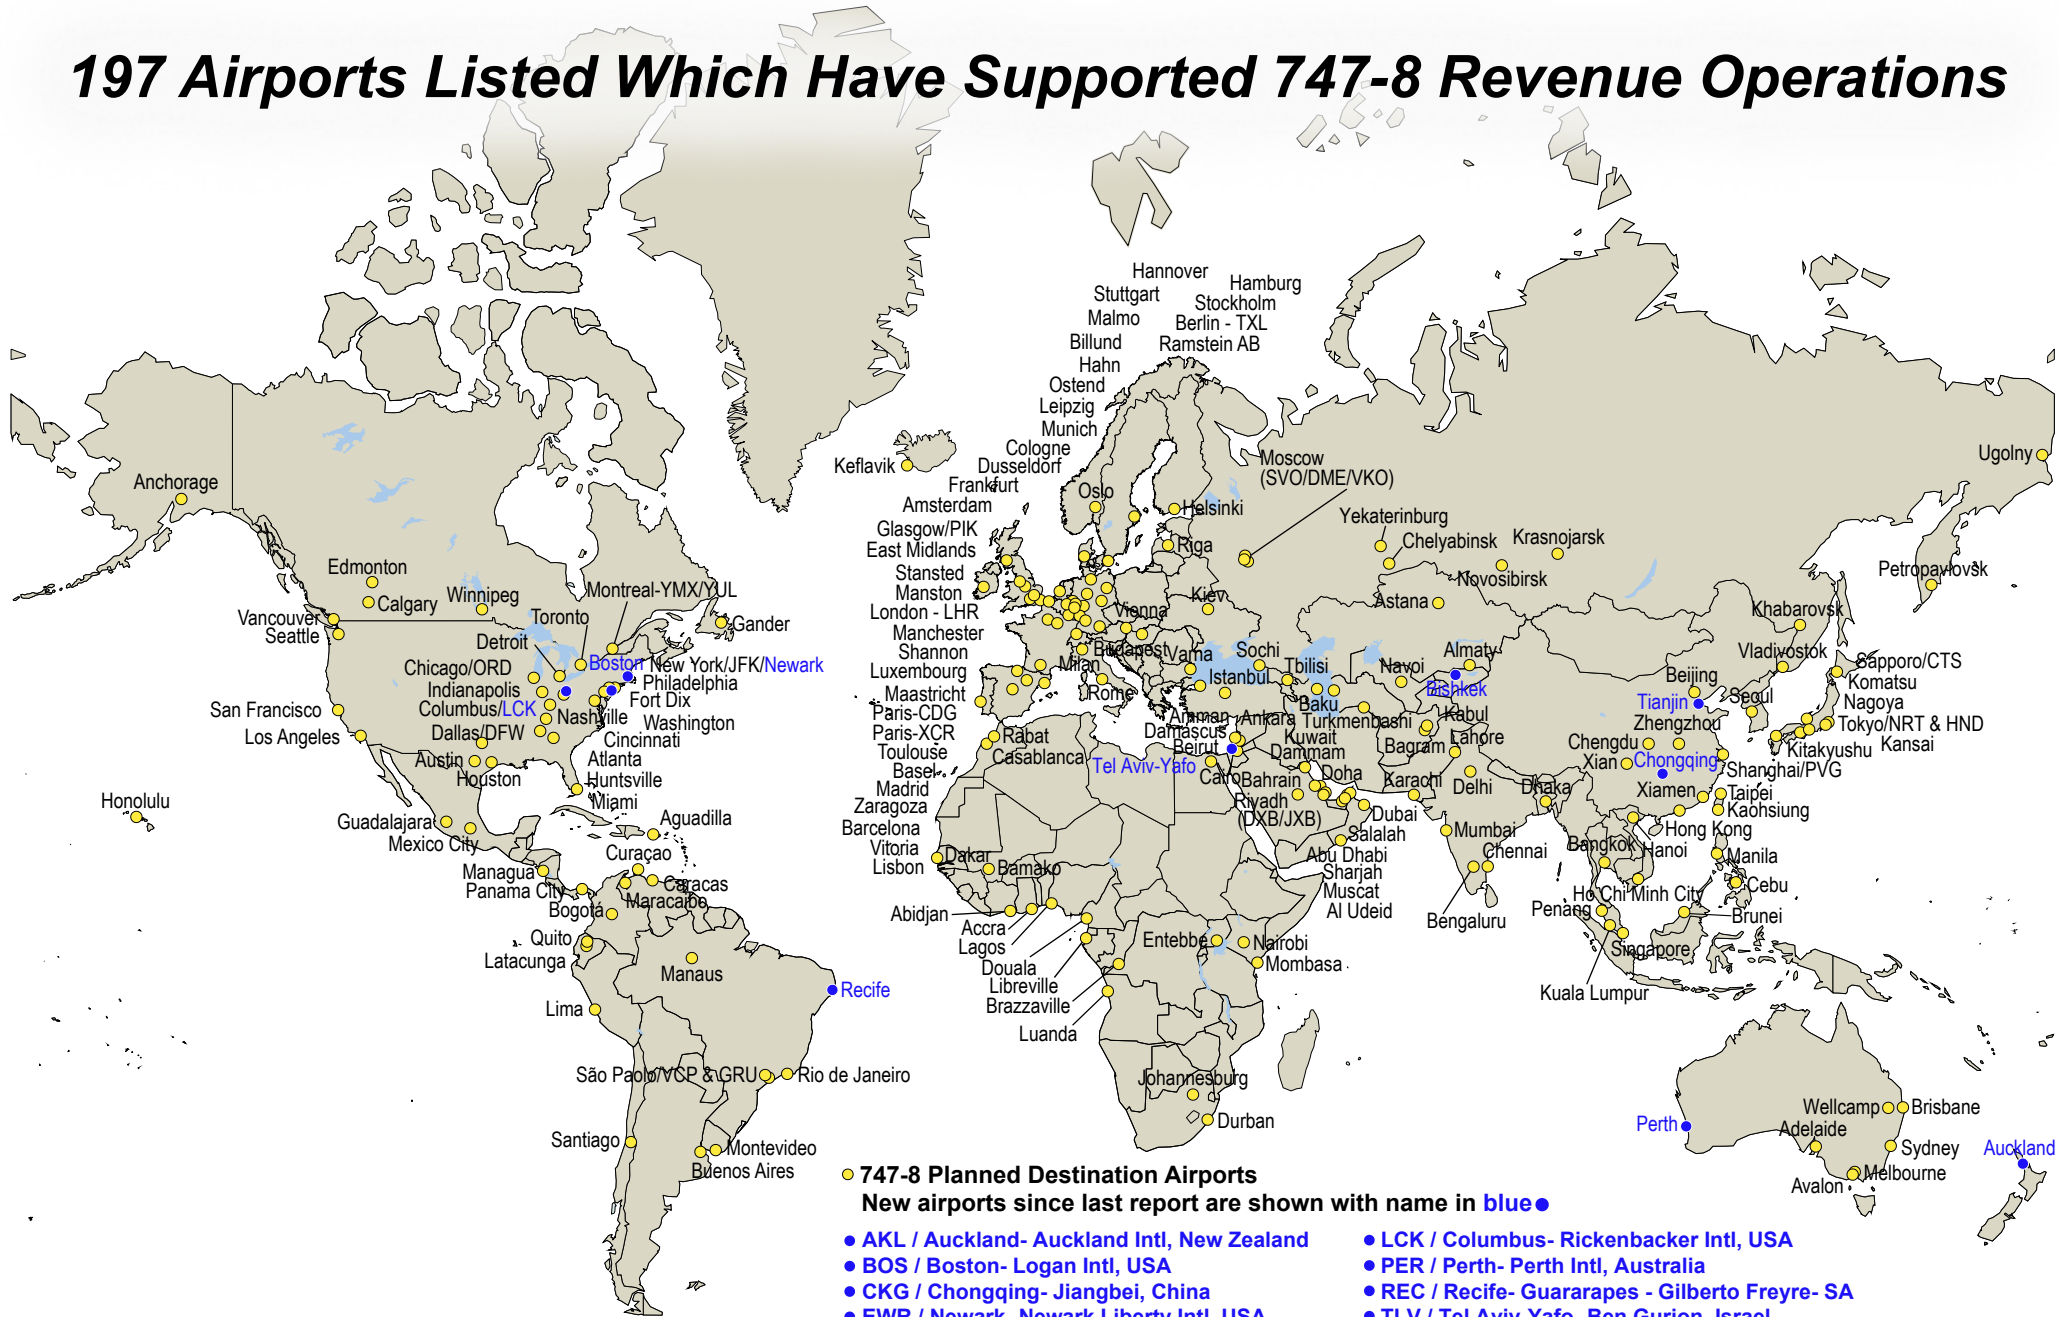 197 Airports Listed Which Have Supported 747-8 Revenue Operations
Hannover
Hamburg
Stuttgart
Stockholm
Malmo
Berlin - TXL
Billund
Ramstein AB
Hahn
Ostend
Leipzig
Munich
Cologne
Dusseldorf
Frankfurt
Amsterdam
Glasgow/PIK
East Midlands
Stansted
Manston
London - LHR
Manchester
Shannon
Luxembourg
Maastricht
Paris-CDG
Paris-XCR
Toulouse
Basel
Madrid
Zaragoza
Barcelona
Vitoria
Lisbon
Keflavik
Oslo
Helsinki
Riga
Moscow
(SVO/DME/VKO)
Yekaterinburg
Chelyabinsk
Krasnojarsk
Novosibirsk
Ugolny
Petropavlovsk
Khabarovsk
Vladivostok
Astana
Kiev
Vienna
Budapest
Milan
Rome
Varna
Istanbul
Sochi
Tbilisi
Baku
Ankara
Turkmenbashi
Navoi
Almaty
Bishkek
Kabul
Bagram
Lahore
Karachi
Delhi
Dhaka
Mumbai
Chennai
Bengaluru
Amman
Damascus
Beirut
Tel Aviv-Yafo
Cairo
Kuwait
Dammam
Bahrain
Doha
Riyadh
(DXB/JXB)
Dubai
Salalah
Abu Dhabi
Sharjah
Muscat
Al Udeid
Rabat
Casablanca
Dakar
Bamako
Abidjan
Accra
Lagos
Douala
Libreville
Brazzaville
Luanda
Entebbe
Nairobi
Mombasa
Johannesburg
Durban
Beijing
Tianjin
Seoul
Zhengzhou
Chengdu
Xian
Chongqing
Xiamen
Shanghai/PVG
Taipei
Kaohsiung
Hong Kong
Hanoi
Bangkok
Ho Chi Minh City
Manila
Cebu
Penang
Brunei
Singapore
Kuala Lumpur
Sapporo/CTS
Komatsu
Nagoya
Tokyo/NRT & HND
Kansai
Kitakyushu
Anchorage
Edmonton
Calgary
Vancouver
Seattle
Winnipeg
Toronto
Montreal-YMX/YUL
Gander
Detroit
Chicago/ORD
Indianapolis
Columbus/LCK
Boston
New York/JFK/Newark
Philadelphia
Fort Dix
Washington
Nashville
Cincinnati
Atlanta
Huntsville
Miami
San Francisco
Los Angeles
Dallas/DFW
Austin
Houston
Honolulu
Guadalajara
Mexico City
Aguadilla
Curaçao
Managua
Panama City
Caracas
Maracaibo
Bogotá
Quito
Latacunga
Manaus
Recife
Lima
São Paolo/VCP & GRU
Rio de Janeiro
Santiago
Montevideo
Buenos Aires
Perth
Wellcamp
Brisbane
Adelaide
Sydney
Melbourne
Avalon
Auckland
747-8 Planned Destination Airports
New airports since last report are shown with name in blue
AKL / Auckland- Auckland Intl, New Zealand
BOS / Boston- Logan Intl, USA
CKG / Chongqing- Jiangbei, China
EWR / Newark- Newark Liberty Intl, USA
LCK / Columbus- Rickenbacker Intl, USA
PER / Perth- Perth Intl, Australia
REC / Recife- Guararapes - Gilberto Freyre- SA
TLV / Tel Aviv-Yafo- Ben Gurion, Israel